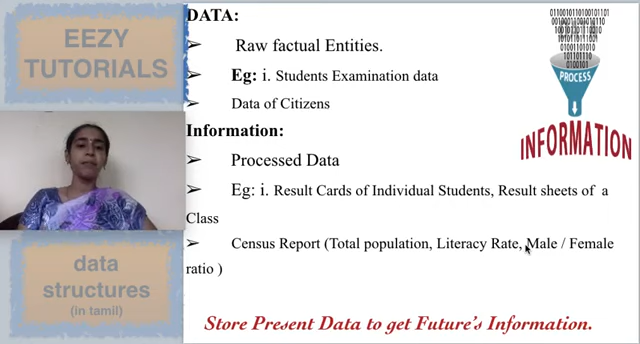 EEZY
TUTORIALS
data
structures
(in tamil)
DATA:
➢ Raw factual Entities.
➢ Eg: i. Students Examination data
➢ Data of Citizens
Information:
➢ Processed Data
➢ Eg: i. Result Cards of Individual Students, Result sheets of a
Class
➢ Census Report (Total population, Literacy Rate, Male / Female
ratio )
Store Present Data to get Future's Information.
PROCESS
INFORMATION